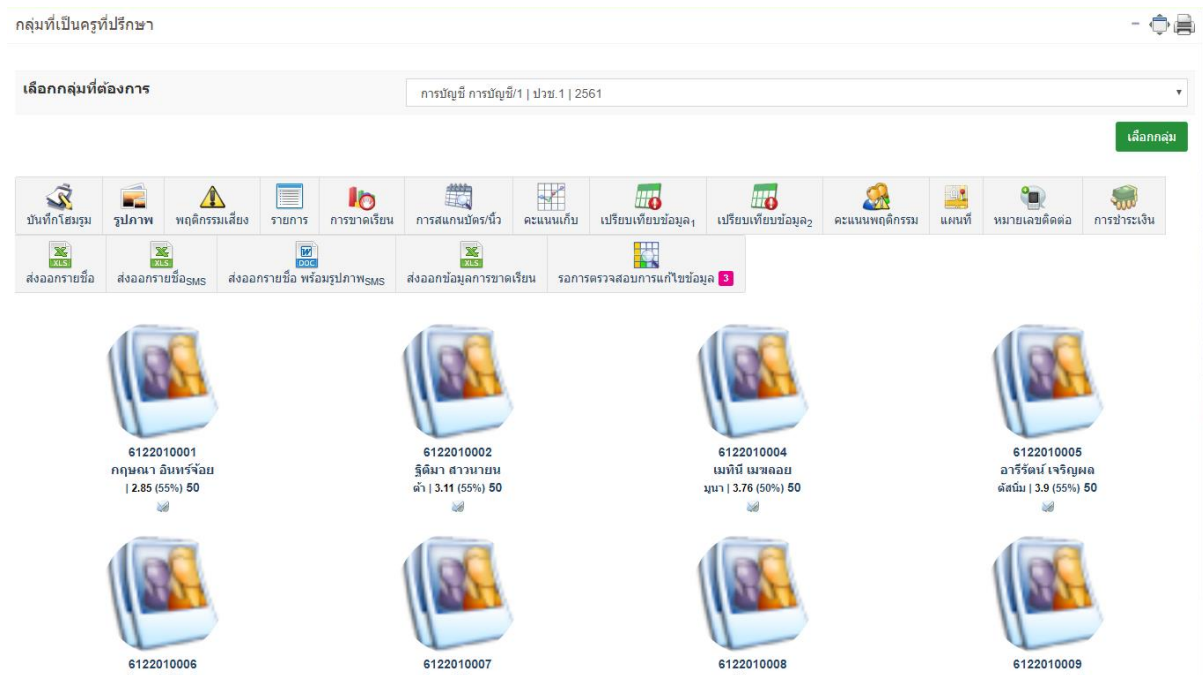 กลุ่มที่เป็นครูที่ปรึกษา
เลือกกลุ่มที่ต้องการ
การบัญชี การบัญชี/1 | ปวช.1 | 2561
เลือกกลุ่ม
บันทึกโฮมรูม รูปภาพ พฤติกรรมเสี่ยง รายการ การขาดเรียน การสแกนบัตร/นิ้ว คะแนนเก็บ เปรียบเทียบข้อมูล1 เปรียบเทียบข้อมูล2 คะแนนพฤติกรรม แผนที่ หมายเลขติดต่อ การชำระเงิน
XLS XLS DOC XLS
ส่งออกรายชื่อ ส่งออกรายชื่อSMS ส่งออกรายชื่อ พร้อมรูปภาพSMS ส่งออกข้อมูลการขาดเรียน รอการตรวจสอบการแก้ไขข้อมูล 3
6122010001 6122010002 6122010004 6122010005
กฤษณา อินทร์จ้อย ฐิติมา สาวนายน เมทินี เมฆลอย อารีรัตน์ เจริญผล
| 2.85 (55%) 50 ต้า | 3.11 (55%) 50 มุนา | 3.76 (50%) 50 ตัสนีม | 3.9 (55%) 50
6122010006 6122010007 6122010008 6122010009